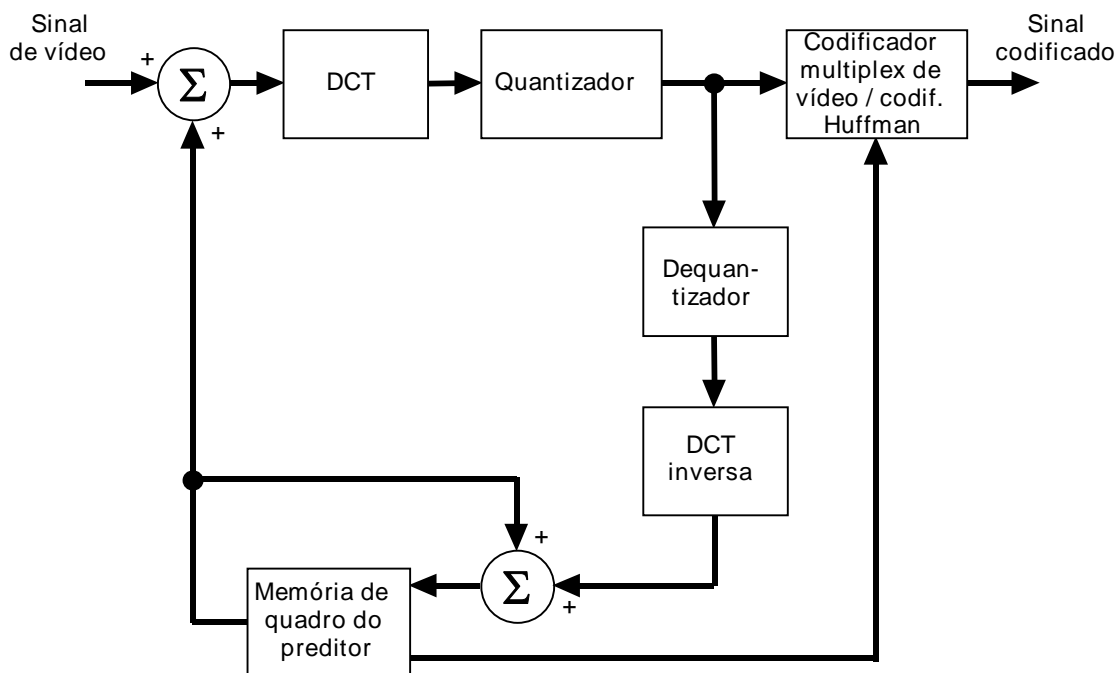 Sinal
de vídeo
+
Σ
+
DCT
Quantizador
Codificador
multiplex de
vídeo / codif.
Huffman
Sinal
codificado
Dequan-
tizador
DCT
inversa
+
Σ
+
Memória de
quadro do
preditor